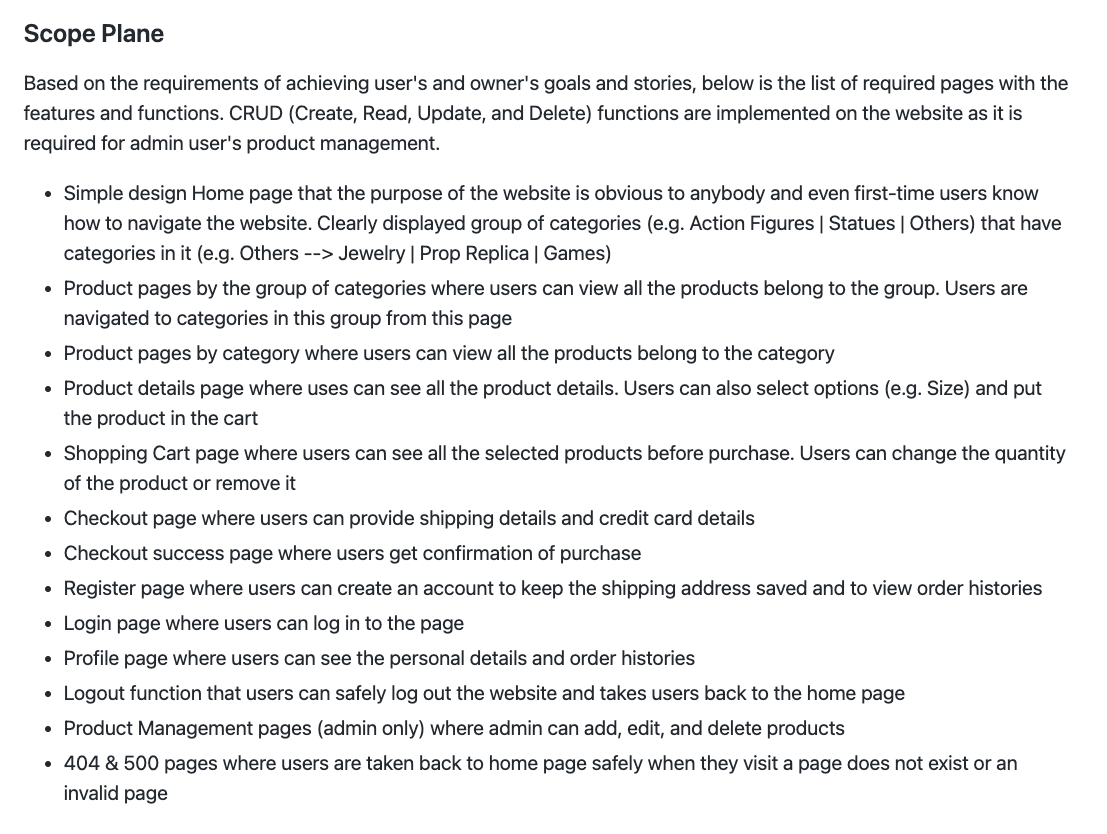 Scope Plane
Based on the requirements of achieving user's and owner's goals and stories, below is the list of required pages with the
features and functions. CRUD (Create, Read, Update, and Delete) functions are implemented on the website as it is
required for admin user's product management.
• Simple design Home page that the purpose of the website is obvious to anybody and even first-time users know
how to navigate the website. Clearly displayed group of categories (e.g. Action Figures | Statues | Others) that have
categories in it (e.g. Others --> Jewelry | Prop Replica | Games)
• Product pages by the group of categories where users can view all the products belong to the group. Users are
navigated to categories in this group from this page
• Product pages by category where users can view all the products belong to the category
• Product details page where uses can see all the product details. Users can also select options (e.g. Size) and put
the product in the cart
• Shopping Cart page where users can see all the selected products before purchase. Users can change the quantity
of the product or remove it
• Checkout page where users can provide shipping details and credit card details
• Checkout success page where users get confirmation of purchase
• Register page where users can create an account to keep the shipping address saved and to view order histories
• Login page where users can log in to the page
• Profile page where users can see the personal details and order histories
• Logout function that users can safely log out the website and takes users back to the home page
• Product Management pages (admin only) where admin can add, edit, and delete products
• 404 & 500 pages where users are taken back to home page safely when they visit a page does not exist or an
invalid page